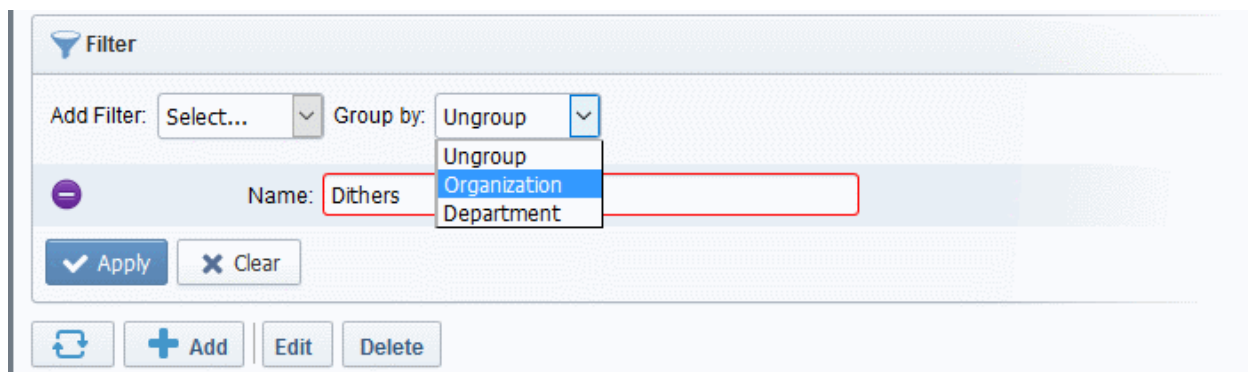 Filter
Add Filter: Select... Group by: Ungroup
Ungroup
Organization
Name: Dithers
Department
Apply Clear
Add Edit Delete